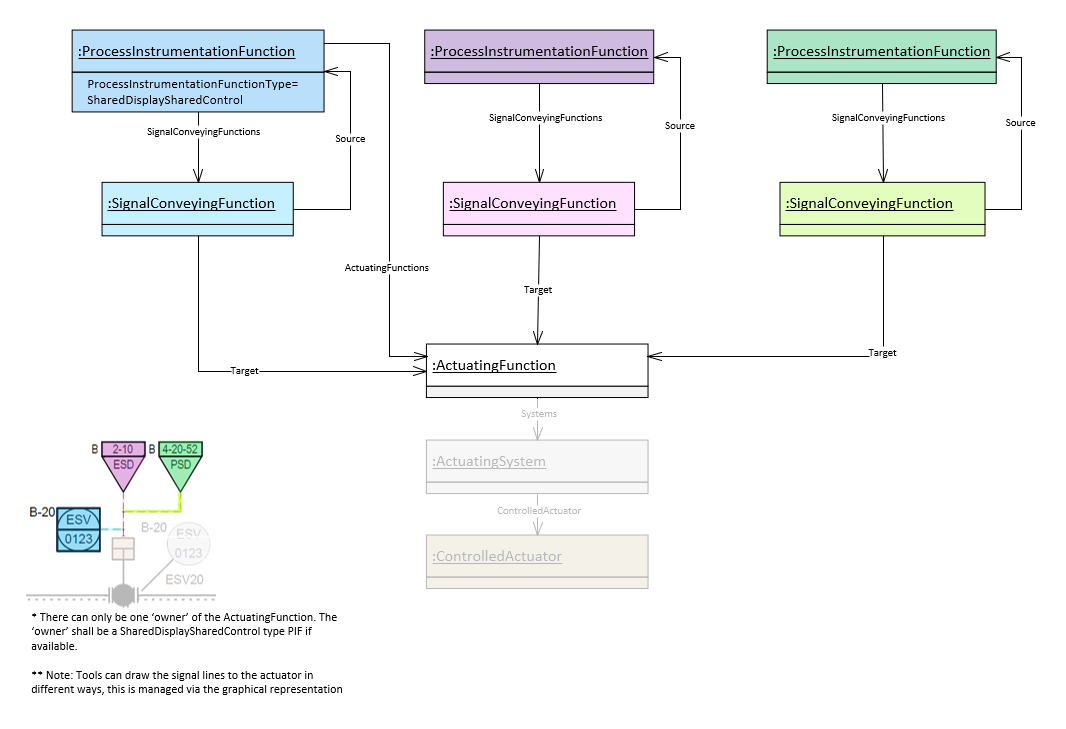 :ProcessInstrumentationFunction
ProcessInstrumentationFunctionType=
SharedDisplaySharedControl
:ProcessInstrumentationFunction
:ProcessInstrumentationFunction
SignalConveyingFunctions
Source
SignalConveyingFunctions
Source
SignalConveyingFunctions
Source
:SignalConveyingFunction
:SignalConveyingFunction
:SignalConveyingFunction
ActuatingFunctions
Target
Target
Target
:ActuatingFunction
Systems
:ActuatingSystem
ControlledActuator
:ControlledActuator
B 2-10
ESD
B 4-20-52
PSD
B-20
ESV
0123
B-20
ESV
0123
ESV20
* There can only be one ‘owner’ of the ActuatingFunction. The
‘owner’ shall be a SharedDisplaySharedControl type PIF if
available.
** Note: Tools can draw the signal lines to the actuator in
different ways, this is managed via the graphical representation